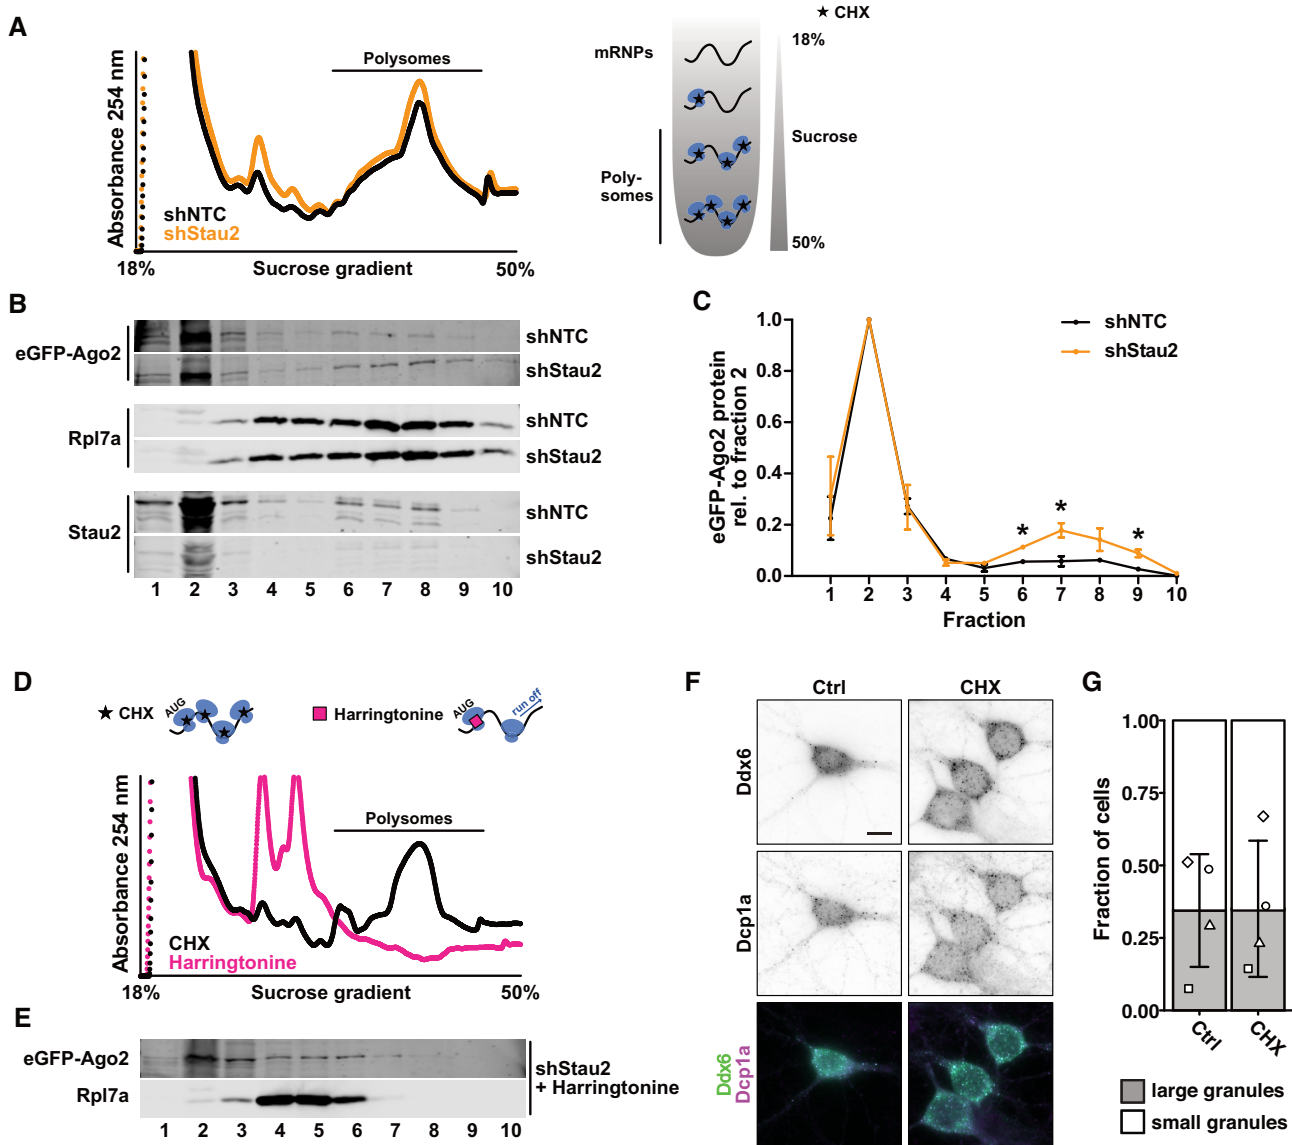 A
Absorbance 254 nm
Polysomes
shNTC
shStau2
18%
Sucrose gradient
50%
★ CHX
mRNPs
18%
Sucrose
Poly-
somes
50%
B
eGFP-Ago2
shNTC
shStau2
Rpl7a
shNTC
shStau2
Stau2
shNTC
shStau2
1 2 3 4 5 6 7 8 9 10
C
eGFP-Ago2 protein
rel. to fraction 2
1.0
0.8
0.6
0.4
0.2
0.0
shNTC
shStau2
* * *
1 2 3 4 5 6 7 8 9 10
Fraction
D
★ CHX
AUG
Harringtonine
AUG
run off
Absorbance 254 nm
Polysomes
CHX
Harringtonine
18%
Sucrose gradient
50%
E
eGFP-Ago2
Rpl7a
shStau2
+ Harringtonine
1 2 3 4 5 6 7 8 9 10
F
Ctrl CHX
Ddx6
Dcp1a
Ddx6
Dcp1a
G
Fraction of cells
1.00
0.75
0.50
0.25
0.00
Ctrl
CHX
large granules
small granules